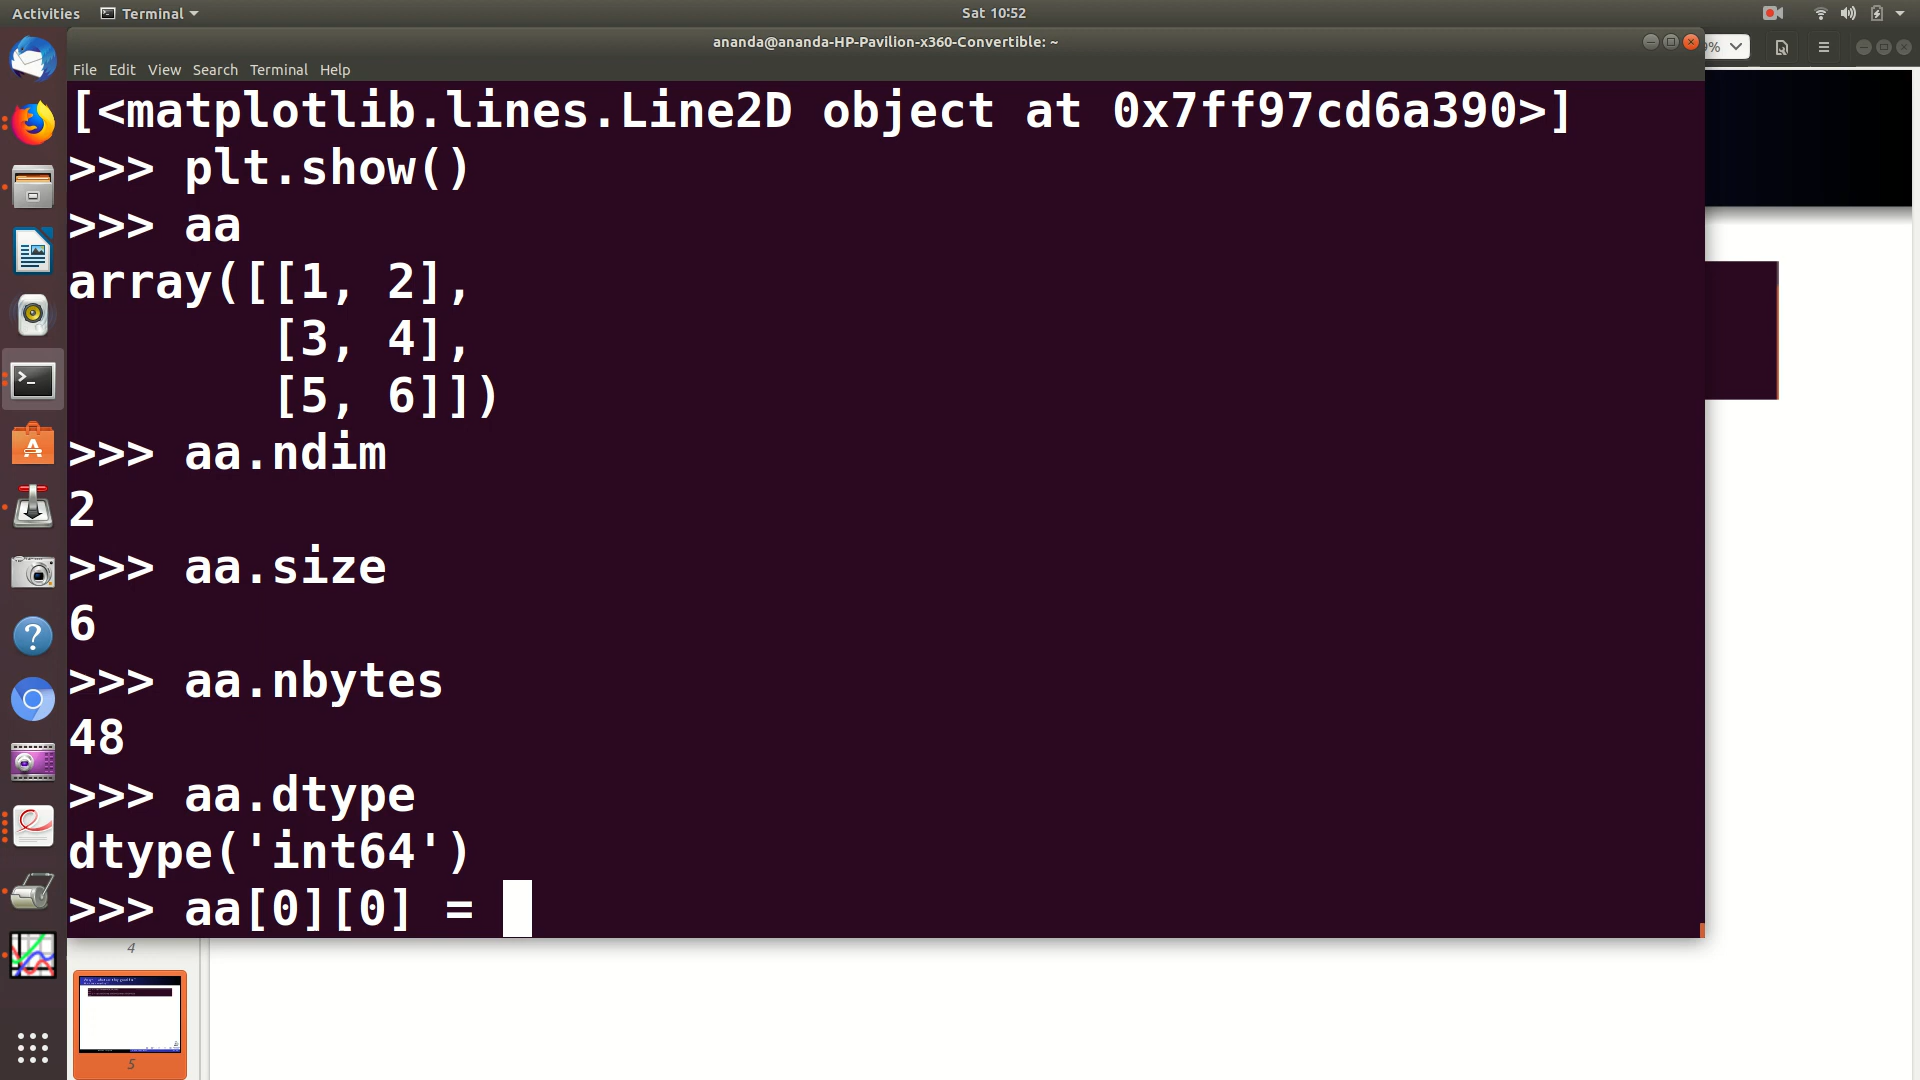 Activities Terminal Sat 10:52
ananda@ananda-HP-Pavilion-x360-Convertible: ~
%
File Edit View Search Terminal Help
[<matplotlib.lines.Line2D object at 0x7ff97cd6a390>]
>>> plt.show()
>>> aa
array([[1, 2],
[3, 4],
[5, 6]])
>>> aa.ndim
2
>>> aa.size
6
>>> aa.nbytes
48
>>> aa.dtype
dtype('int64')
>>> aa[0][0] =
4
5